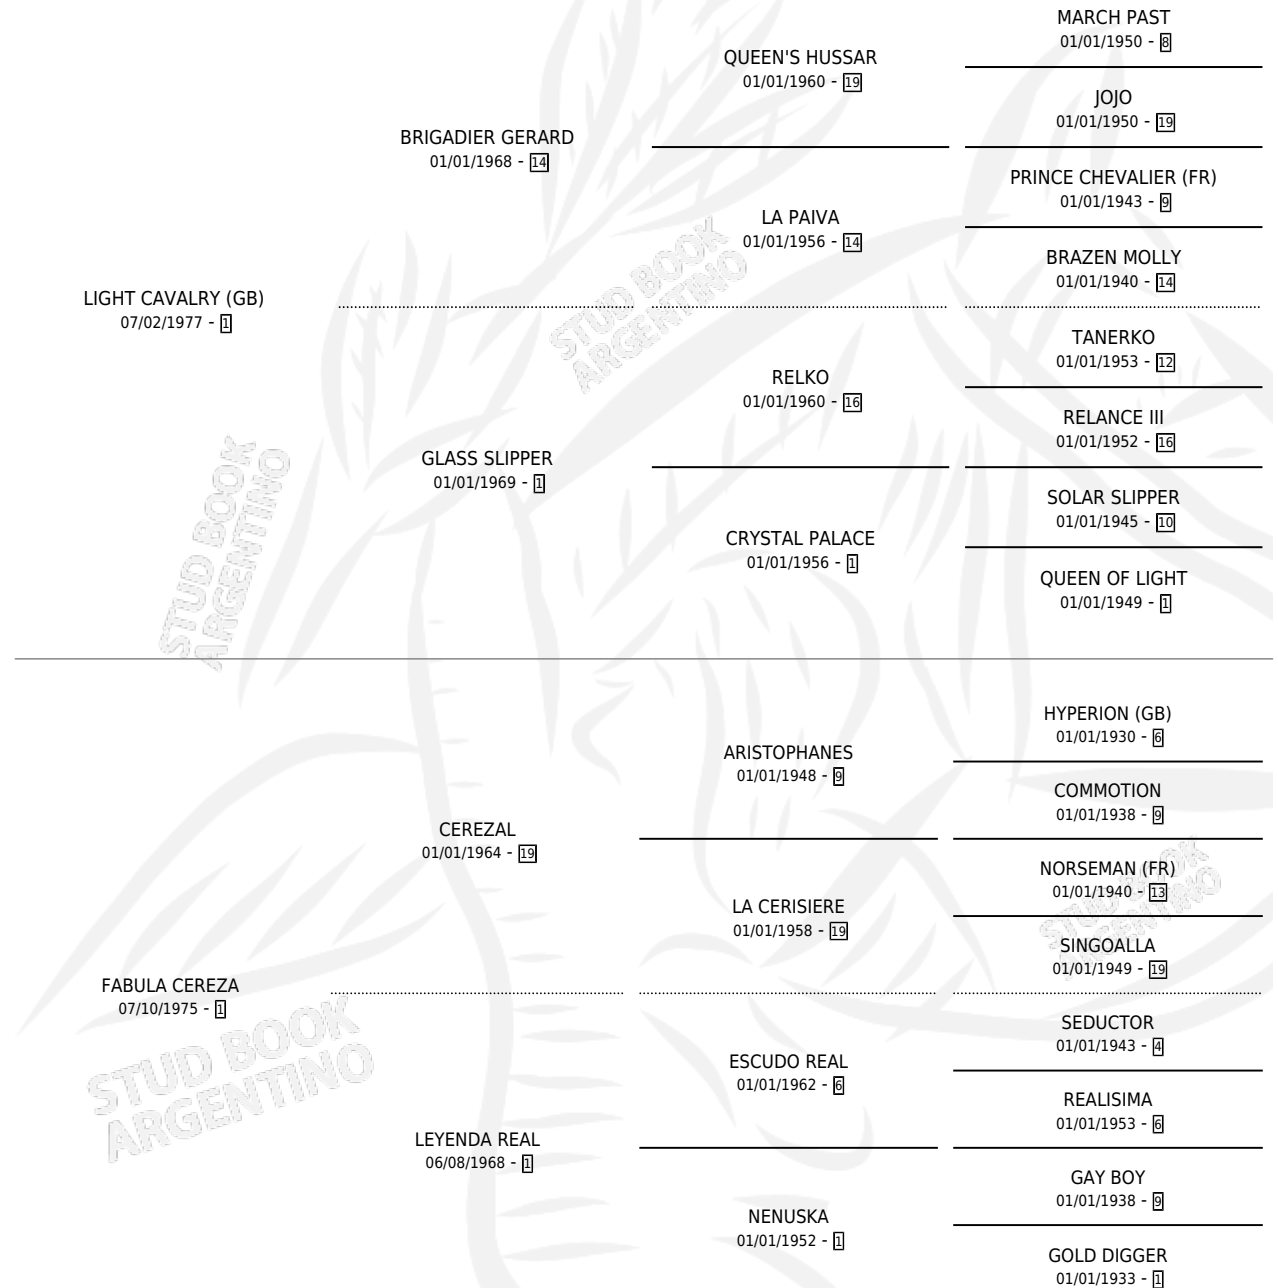 MARCH PAST
01/01/1950 - 8
QUEEN'S HUSSAR
01/01/1960 - 19
JOJO
01/01/1950 - 19
BRIGADIER GERARD
01/01/1968 - 14
PRINCE CHEVALIER (FR)
01/01/1943 - 9
LA PAIVA
01/01/1956 - 14
BRAZEN MOLLY
01/01/1940 - 14
LIGHT CAVALRY (GB)
07/02/1977 - 1
TANERKO
01/01/1953 - 12
RELKO
01/01/1960 - 16
RELANCE III
01/01/1952 - 16
GLASS SLIPPER
01/01/1969 - 1
SOLAR SLIPPER
01/01/1945 - 10
CRYSTAL PALACE
01/01/1956 - 1
QUEEN OF LIGHT
01/01/1949 - 1
HYPERION (GB)
01/01/1930 - 6
ARISTOPHANES
01/01/1948 - 9
COMMOTION
01/01/1938 - 9
CEREZAL
01/01/1964 - 19
NORSEMAN (FR)
01/01/1940 - 13
LA CERISIERE
01/01/1958 - 19
SINGOALLA
01/01/1949 - 19
FABULA CEREZA
07/10/1975 - 1
SEDUCTOR
01/01/1943 - 4
ESCUDO REAL
01/01/1962 - 6
REALISIMA
01/01/1953 - 6
LEYENDA REAL
06/08/1968 - 1
GAY BOY
01/01/1938 - 9
NENUSKA
01/01/1952 - 1
GOLD DIGGER
01/01/1933 - 1
STUD BOOK
ARGENTINO
STUD BOOK
ARGENTINO
STUD BOOK
ARGENTINO
STUD BOOK
ARGENTINO